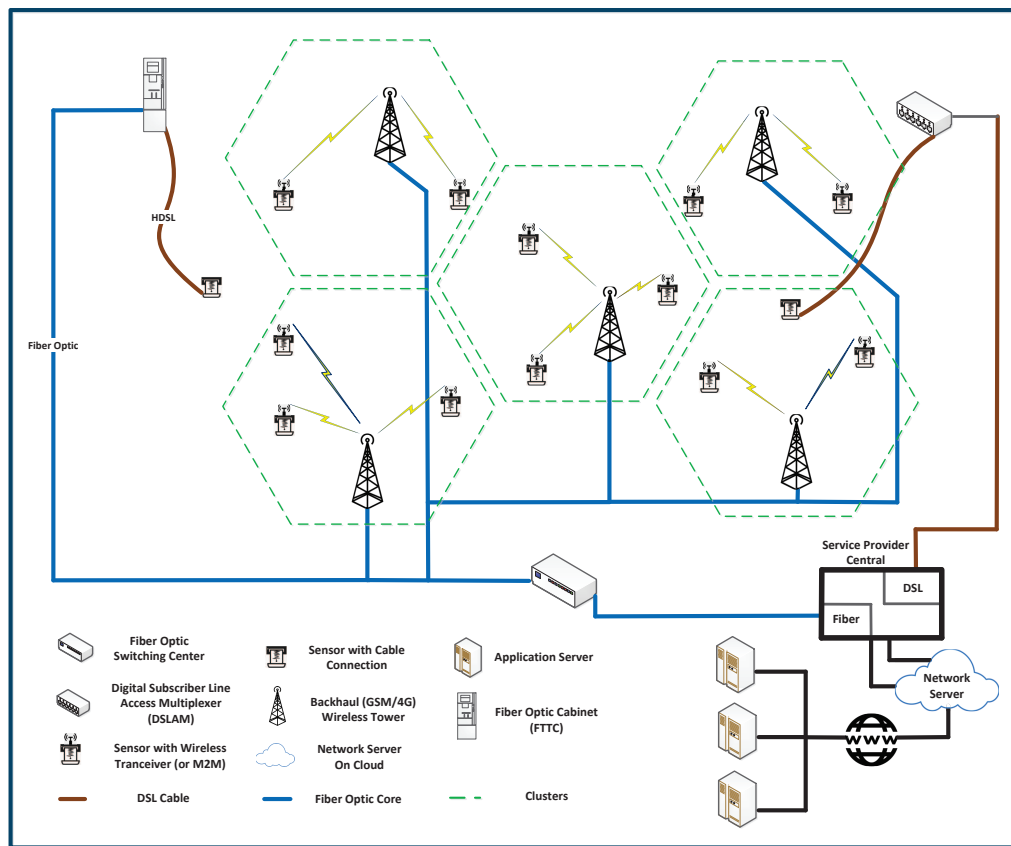 HDSL
Fiber Optic
Service Provider
Central
DSL
Fiber
Network
Server
WWW
Fiber Optic
Switching Center
Sensor with Cable
Connection
Application Server
Digital Subscriber Line
Access Multiplexer
(DSLAM)
Backhaul (GSM/4G)
Wireless Tower
Fiber Optic Cabinet
(FTTC)
Sensor with Wireless
Tranceiver (or M2M)
Network Server
On Cloud
DSL Cable
Fiber Optic Core
Clusters